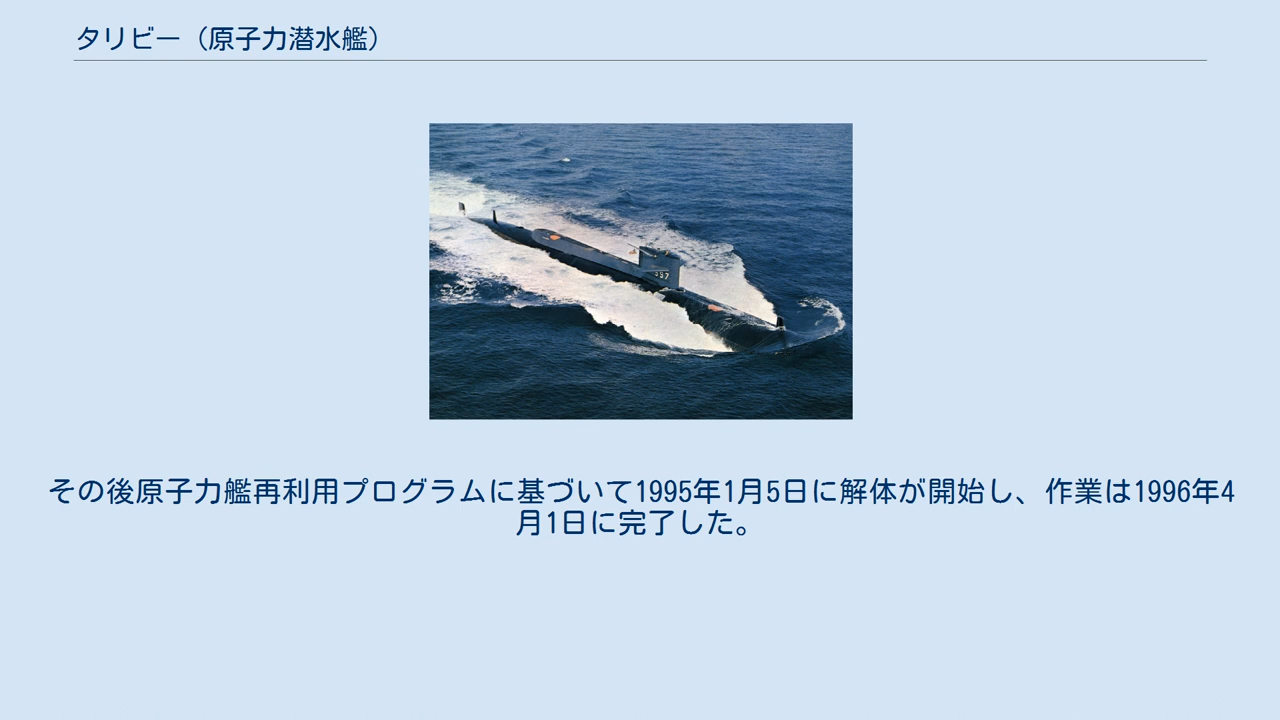 タリビー（原子力潜水艦）
597
その後原子力艦再利用プログラムに基づいて1995年1月5日に解体が開始し、作業は1996年4
月1日に完了した。